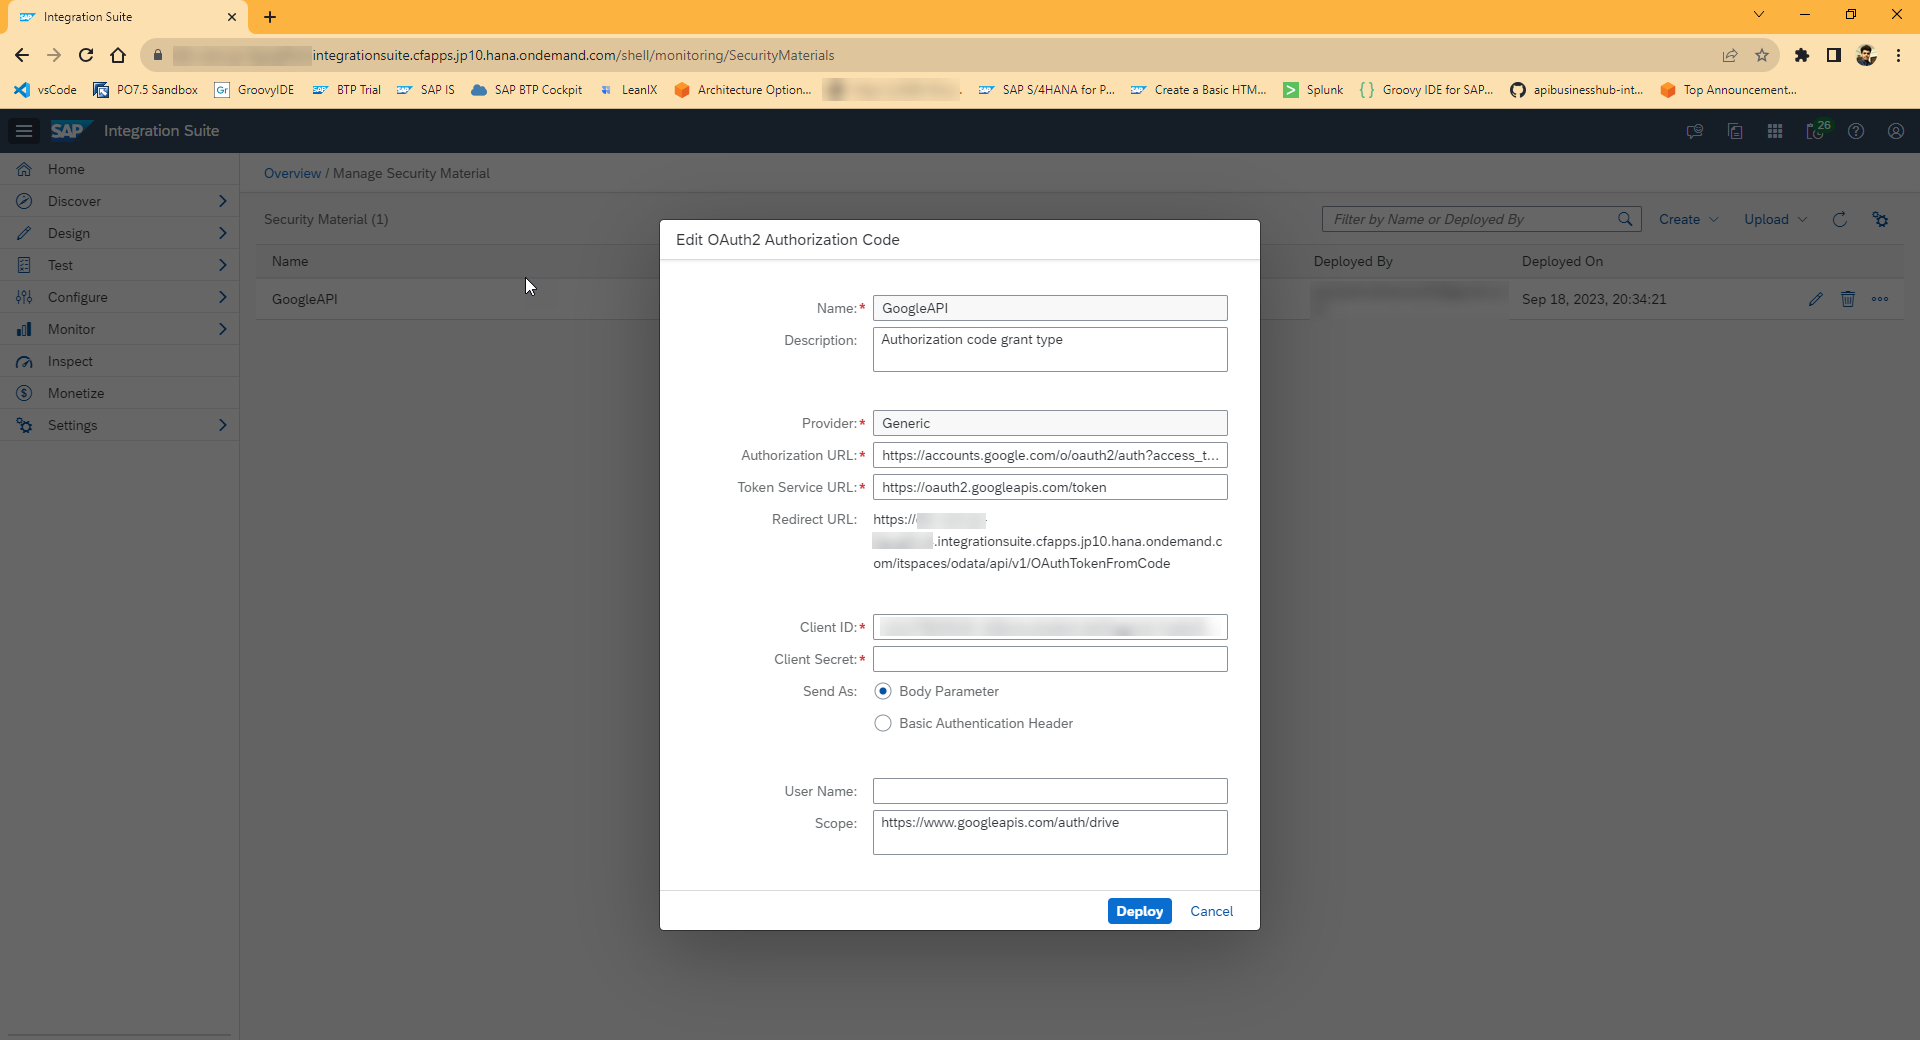 Integration Suite
integrationsuite.cfapps.jp10.hana.ondemand.com/shell/monitoring/SecurityMaterials
vsCode PO7.5 Sandbox Gr GroovyIDE SAP BTP Trial SAP SAP IS SAP BTP Cockpit LeanIX Architecture Option... SAP SAP S/4HANA for P... SAP Create a Basic HTM... Splunk {} Groovy IDE for SAP... apibusinesshub-int... Top Announcement...
SAP Integration Suite 26
Home
Discover
Design
Test
Configure
Monitor
Inspect
Monetize
Settings
Overview / Manage Security Material
Security Material (1) Filter by Name or Deployed By Create Upload
Name Deployed By Deployed On
GoogleAPI Sep 18, 2023, 20:34:21
Edit OAuth2 Authorization Code
Name:* GoogleAPI
Description: Authorization code grant type
Provider:* Generic
Authorization URL:* https://accounts.google.com/o/oauth2/auth?access_t...
Token Service URL:* https://oauth2.googleapis.com/token
Redirect URL: https://
.integrationsuite.cfapps.jp10.hana.ondemand.c
om/itspaces/odata/api/v1/OAuthTokenFromCode
Client ID:*
Client Secret:*
Send As: Body Parameter
Basic Authentication Header
User Name:
Scope: https://www.googleapis.com/auth/drive
Deploy Cancel